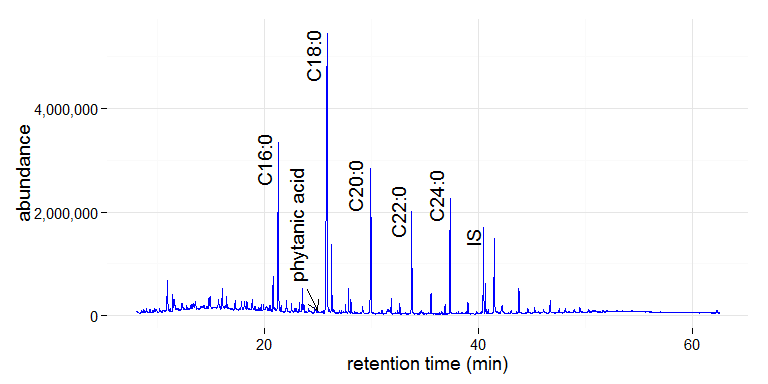 C18:0
C16:0
phytanic acid
C20:0
C22:0
C24:0
IS
abundance
4,000,000
2,000,000
0
20
40
60
retention time (min)